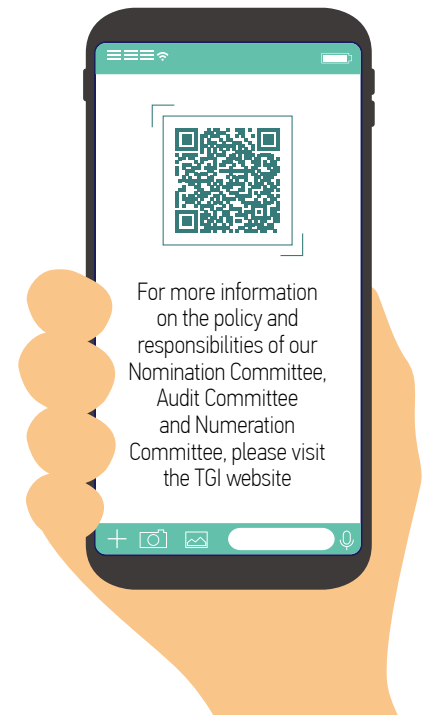 For more information
on the policy and
responsibilities of our
Nomination Committee,
Audit Committee
and Numeration
Committee, please visit
the TGI website